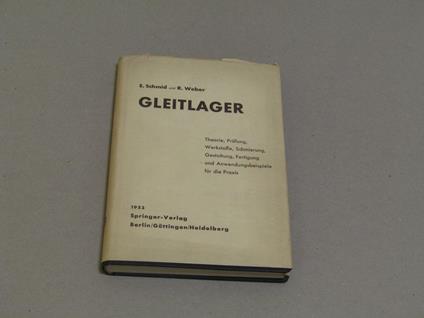 E. Schmid und R. Weber
GLEITLAGER
Theorie, Prüfung,
Werkstoffe, Schmierung,
Gestaltung, Fertigung
und Anwendungsbeispiele
für die Praxis
1953
Springer-Verlag
Berlin/Göttingen/Heidelberg